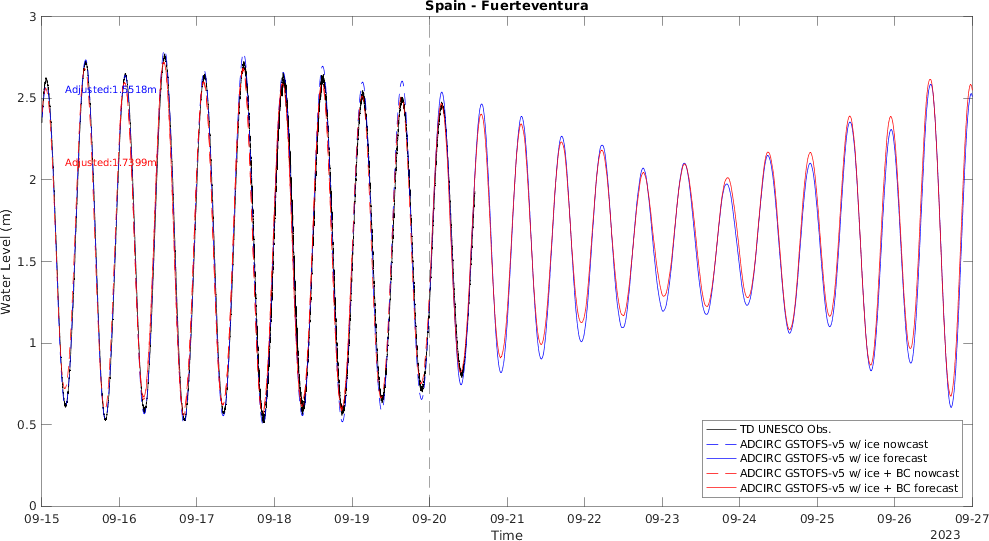 Spain - Fuerteventura
3
2.5
2
1.5
1
0.5
0
Water Level (m)
Adjusted:1.5518m
Adjusted:1.7399m
TD UNESCO Obs.
ADCIRC GSTOFS-v5 w/ ice nowcast
ADCIRC GSTOFS-v5 w/ ice forecast
ADCIRC GSTOFS-v5 w/ ice + BC nowcast
ADCIRC GSTOFS-v5 w/ ice + BC forecast
09-15 09-16 09-17 09-18 09-19 09-20 09-21 09-22 09-23 09-24 09-25 09-26 09-27
Time
2023